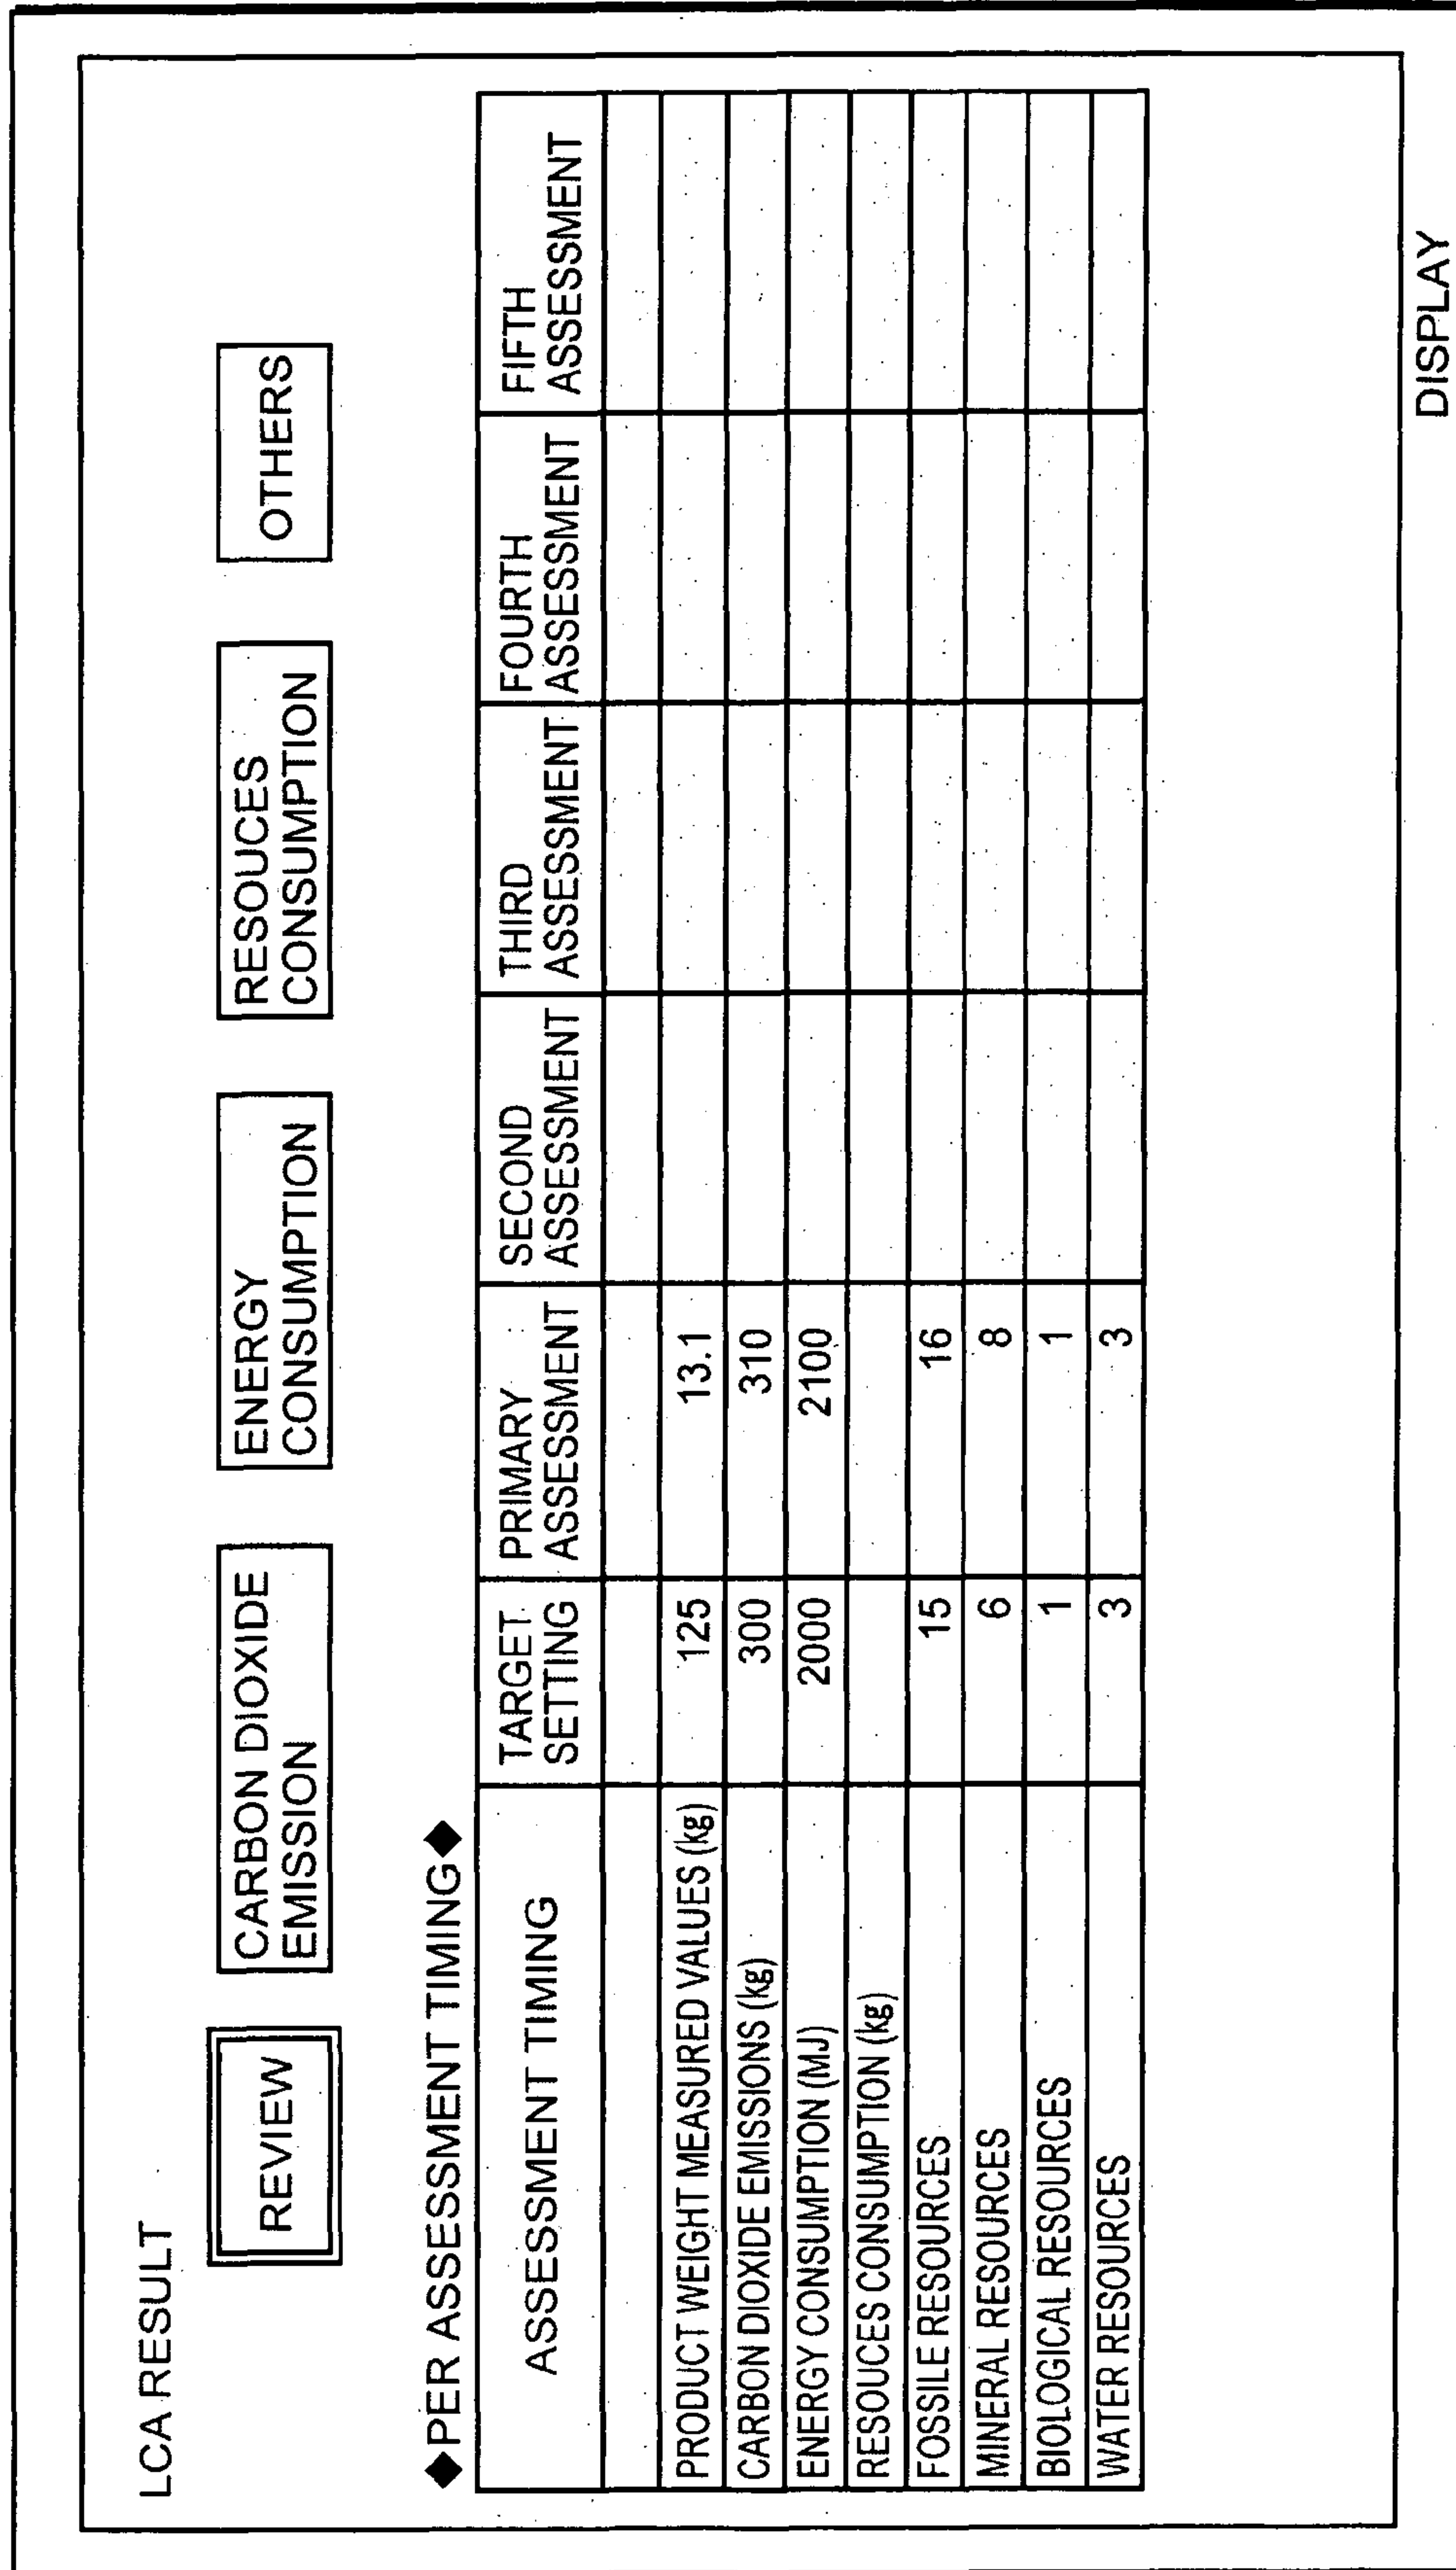 LCA RESULT
REVIEW
CARBON DIOXIDE
EMISSION
ENERGY
CONSUMPTION
RESOUCES
CONSUMPTION
OTHERS
◆PER ASSESSMENT TIMING◆
ASSESSMENT TIMING
TARGET
SETTING
PRIMARY
ASSESSMENT
SECOND
ASSESSMENT
THIRD
ASSESSMENT
FOURTH
ASSESSMENT
FIFTH
ASSESSMENT
PRODUCT WEIGHT MEASURED VALUES (kg) 125 13.1
CARBON DIOXIDE EMISSIONS (kg) 300 310
ENERGY CONSUMPTION (MJ) 2000 2100
RESOUCES CONSUMPTION (kg)
FOSSILE RESOURCES 15 16
MINERAL RESOURCES 6 8
BIOLOGICAL RESOURCES 1 1
WATER RESOURCES 3 3
DISPLAY